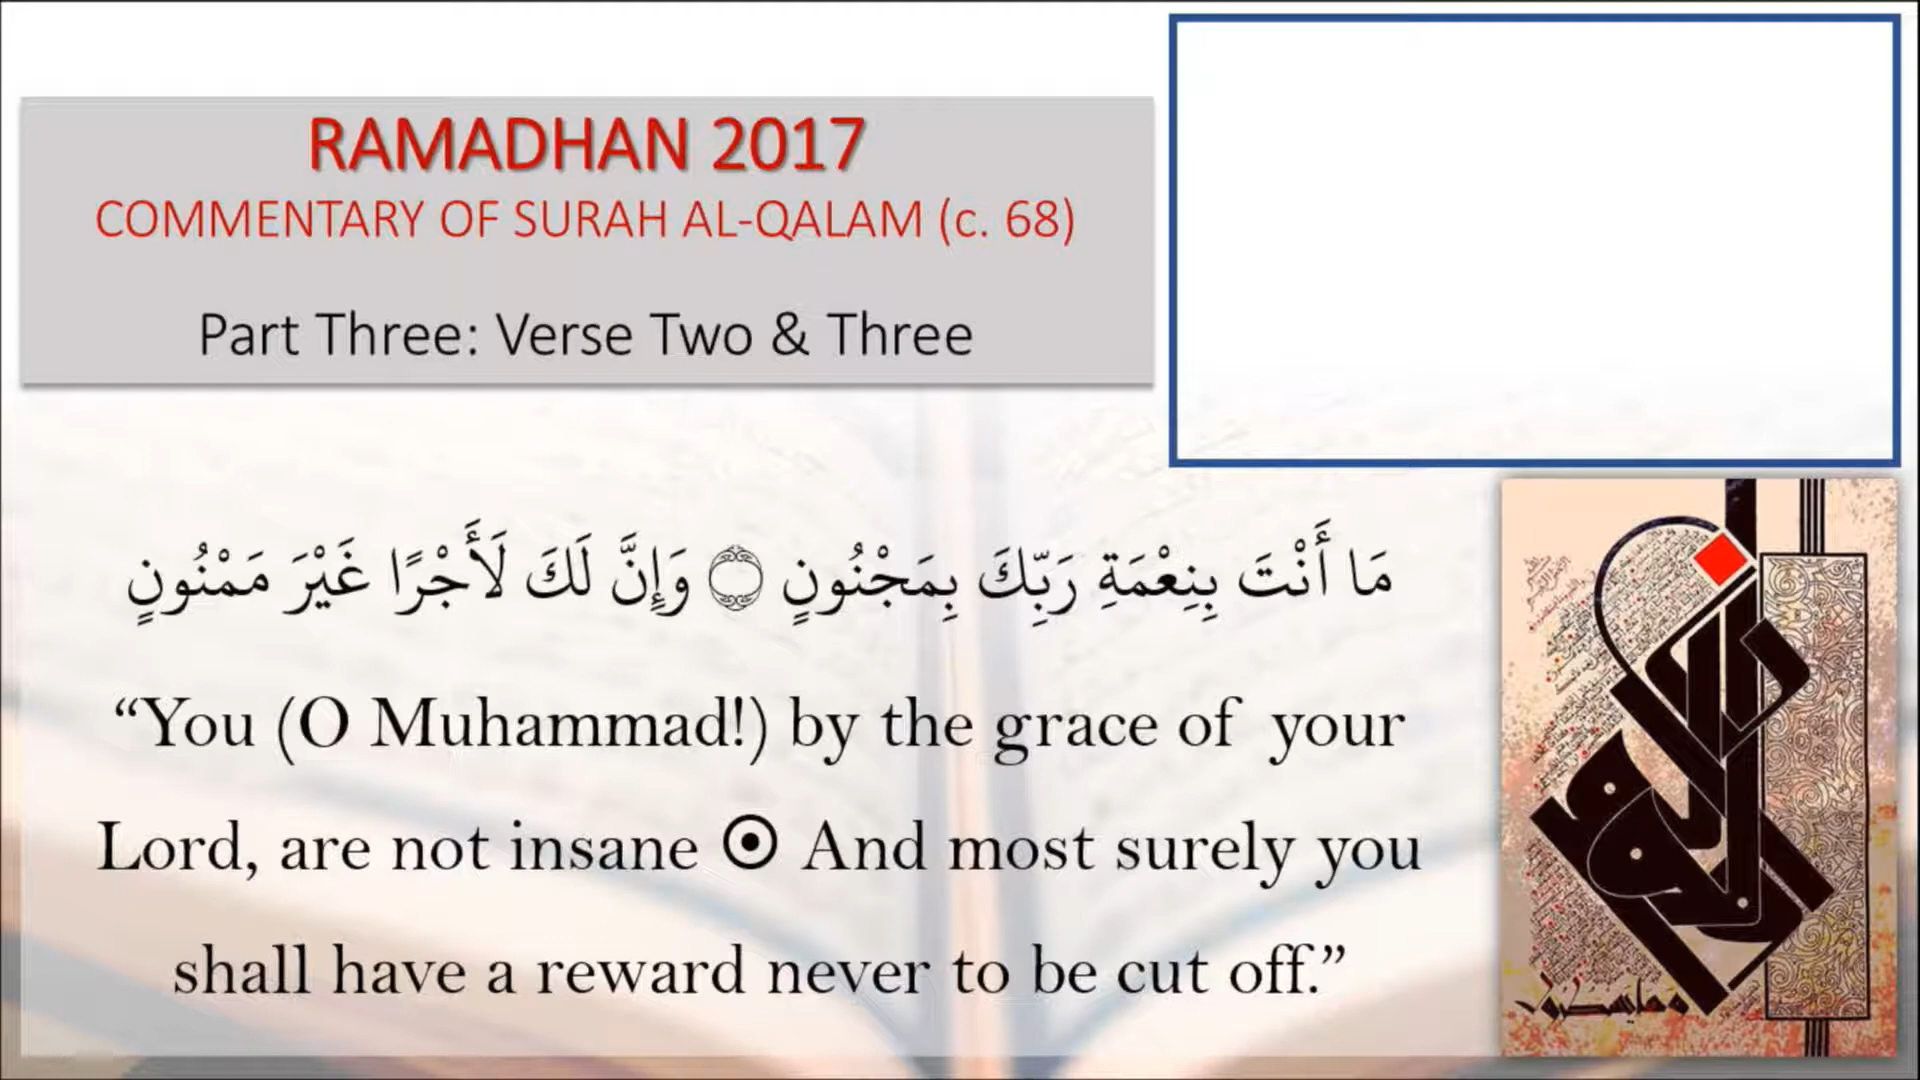 RAMADHAN 2017
COMMENTARY OF SURAH AL-QALAM (c. 68)
Part Three: Verse Two & Three
مَا أَنْتَ بِنِعْمَةِ رَبِّكَ بِمَجْنُونٍ ۝ وَإِنَّ لَكَ لَأَجْرًا غَيْرَ مَمْنُونٍ
“You (O Muhammad!) by the grace of your
Lord, are not insane ⊙ And most surely you
shall have a reward never to be cut off.”
وما يسطرون